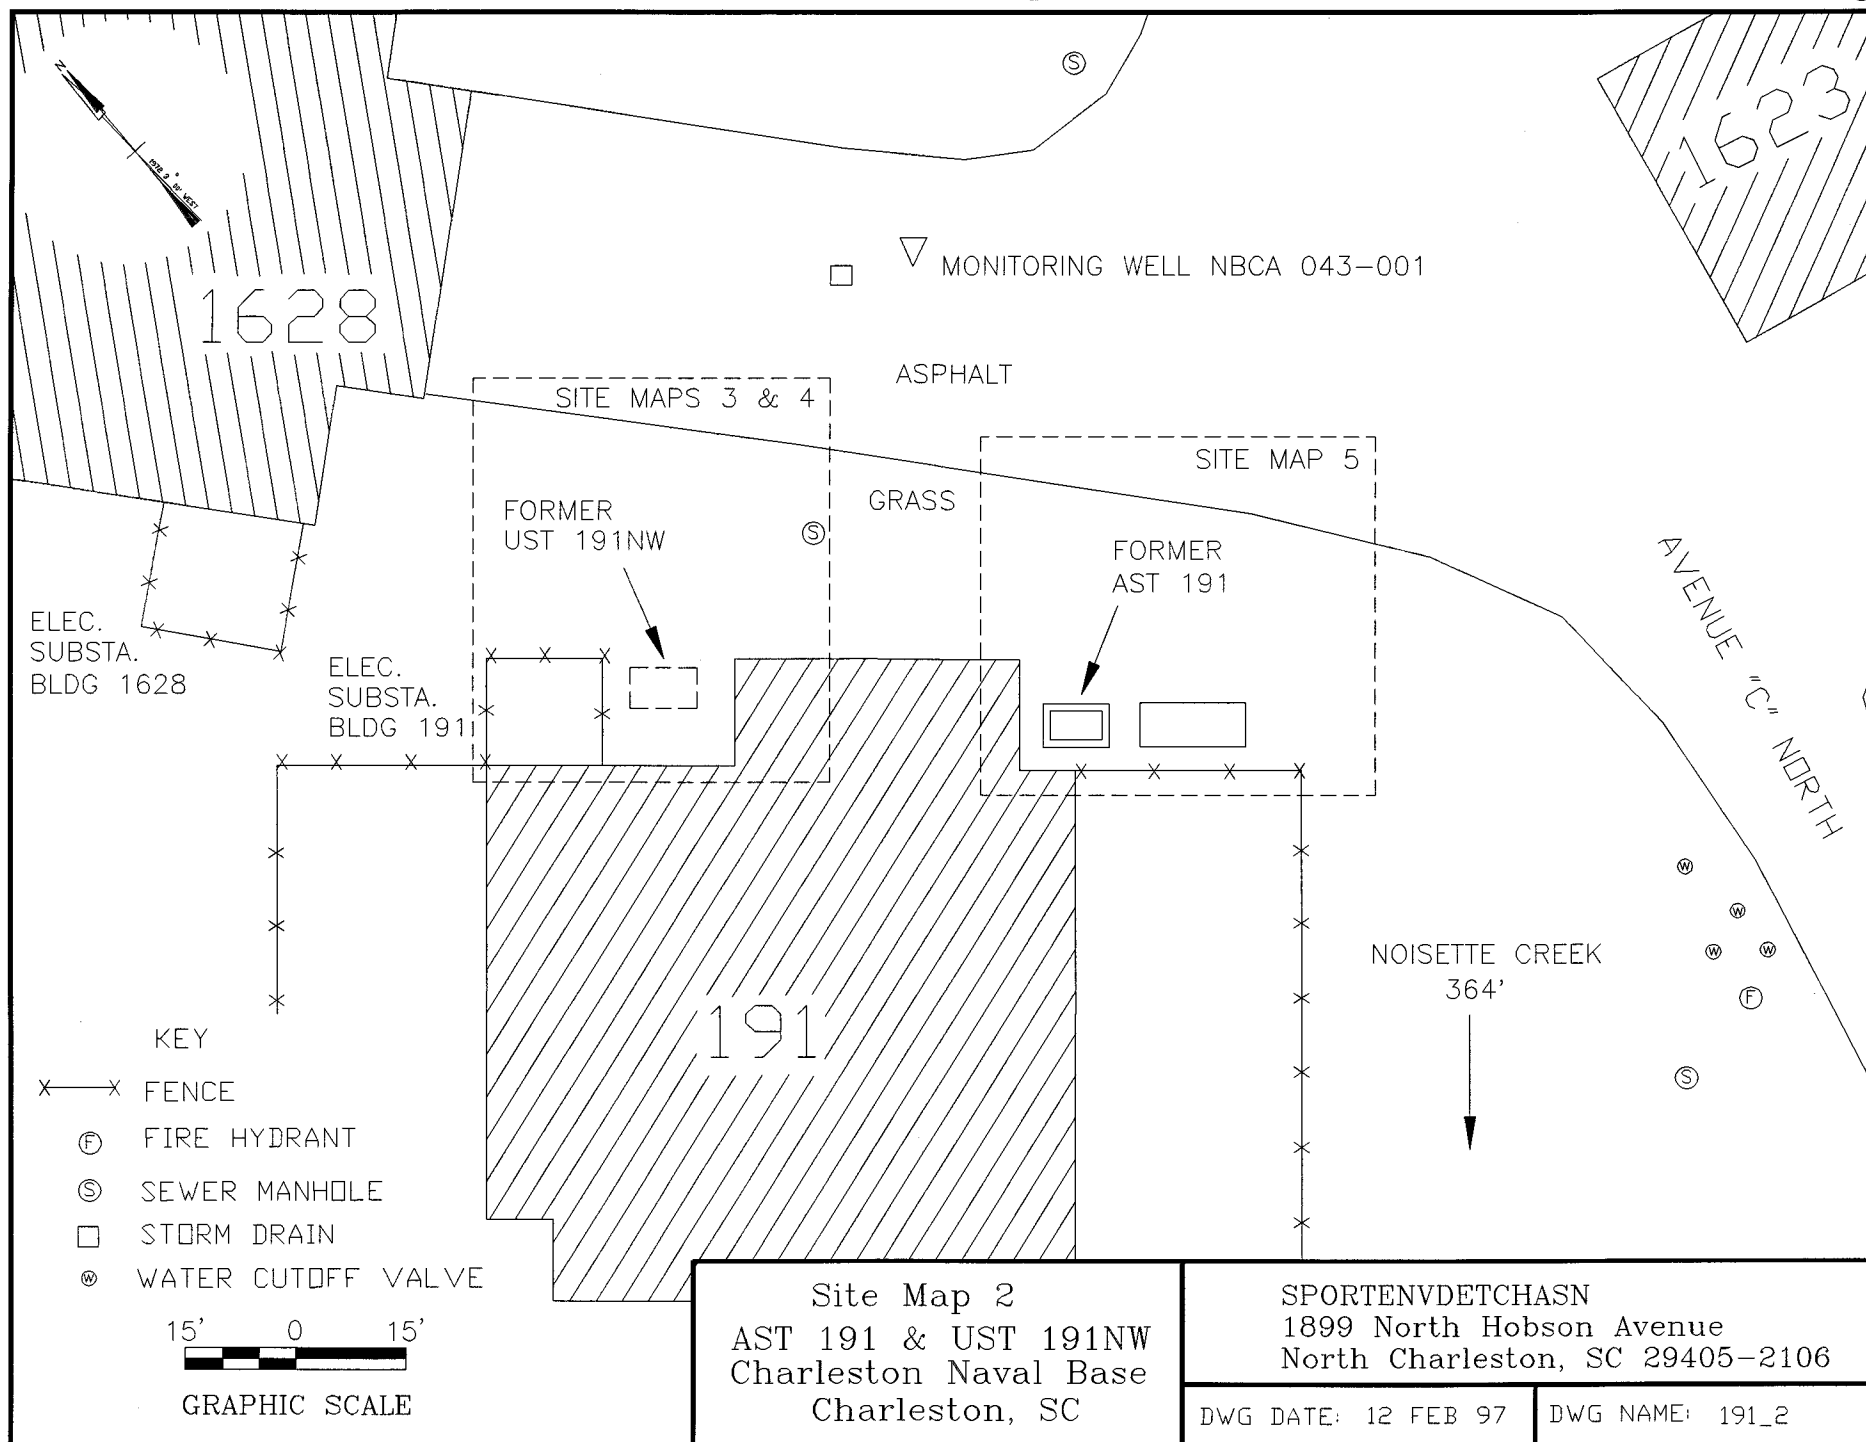 N
1978 3° 00' WEST
1628
1623
S
MONITORING WELL NBCA 043-001
ASPHALT
SITE MAPS 3 & 4
SITE MAP 5
GRASS
FORMER
UST 191NW
S
FORMER
AST 191
AVENUE "C" NORTH
ELEC.
SUBSTA.
BLDG 1628
ELEC.
SUBSTA.
BLDG 191
W
W
W
W
F
S
NOISETTE CREEK
364'
191
KEY
X X FENCE
F FIRE HYDRANT
S SEWER MANHOLE
STORM DRAIN
W WATER CUTOFF VALVE
15' 0 15'
GRAPHIC SCALE
Site Map 2
AST 191 & UST 191NW
Charleston Naval Base
Charleston, SC
SPORTENVDETCHASN
1899 North Hobson Avenue
North Charleston, SC 29405-2106
DWG DATE: 12 FEB 97
DWG NAME: 191_2